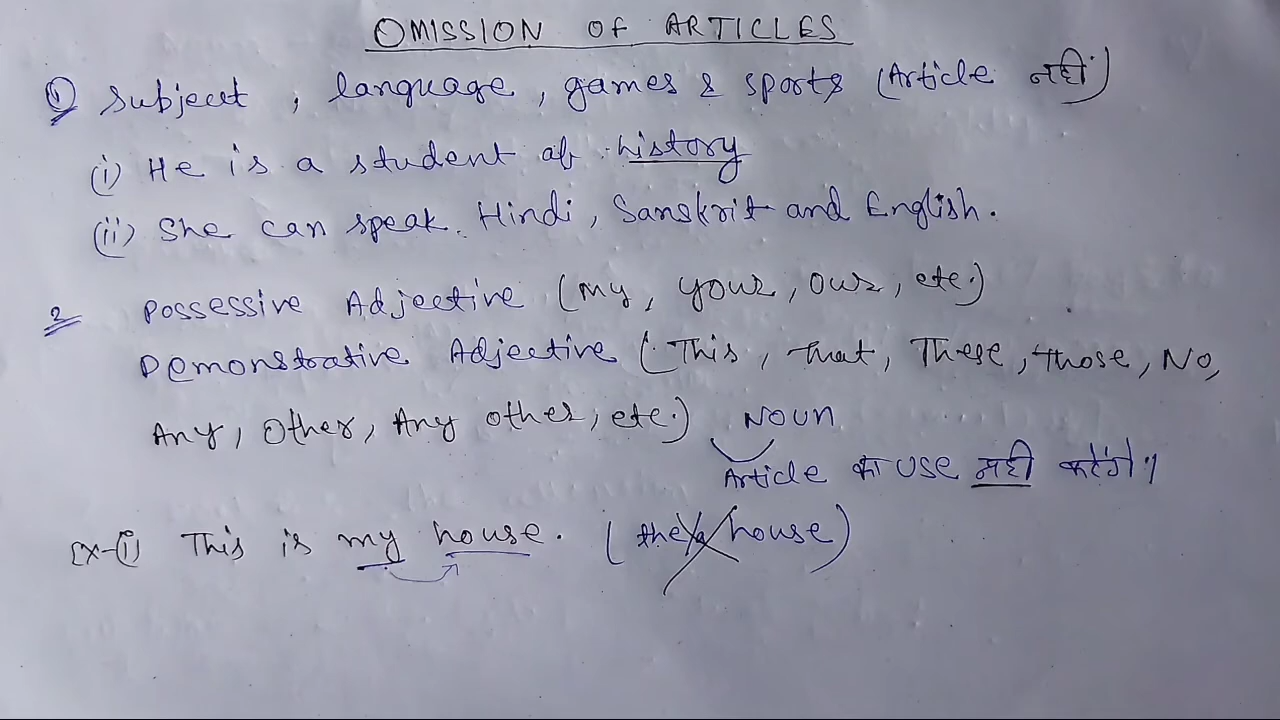 OMISSION OF ARTICLES
① Subject, language, games & sports (Article नहीं)
(i) He is a student of history
(ii) She can speak Hindi, Sanskrit and English.
2 Possessive Adjective (My, your, our, etc.)
Demonstrative Adjective (This, that, These, those, No,
Any, Other, Any other, etc.) NOUN
Article का USE नहीं करेंगे।
Ex-(i) This is my house. (the/a house)